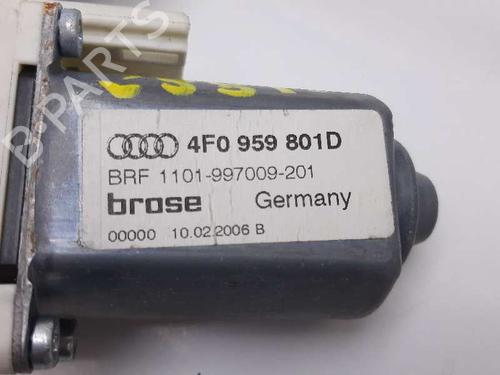 B-PARTS
4F0 959 801D
BRF 1101-997009-201
brose Germany
00000 10.02.2006 B